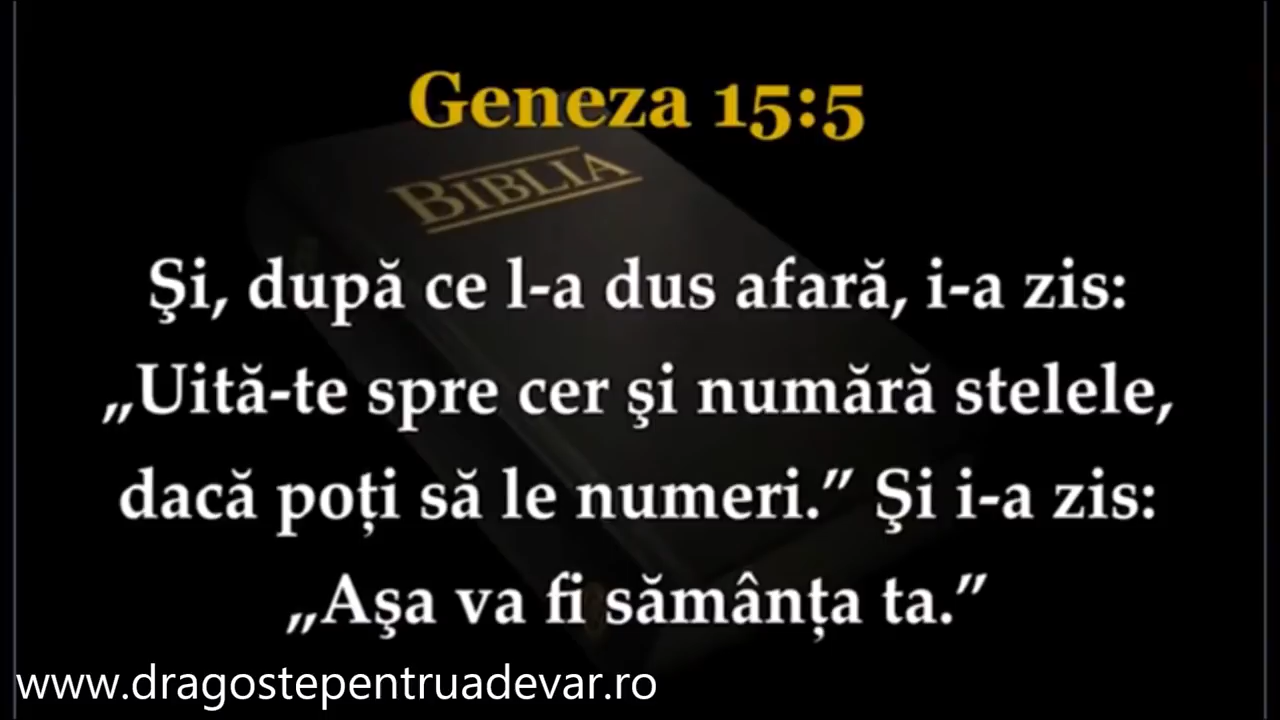 Geneza 15:5
BIBLIA
Şi, după ce l-a dus afară, i-a zis:
„Uită-te spre cer şi numără stelele,
dacă poți să le numeri.” Şi i-a zis:
„Aşa va fi sămânța ta.”
www.dragostepentruadevar.ro